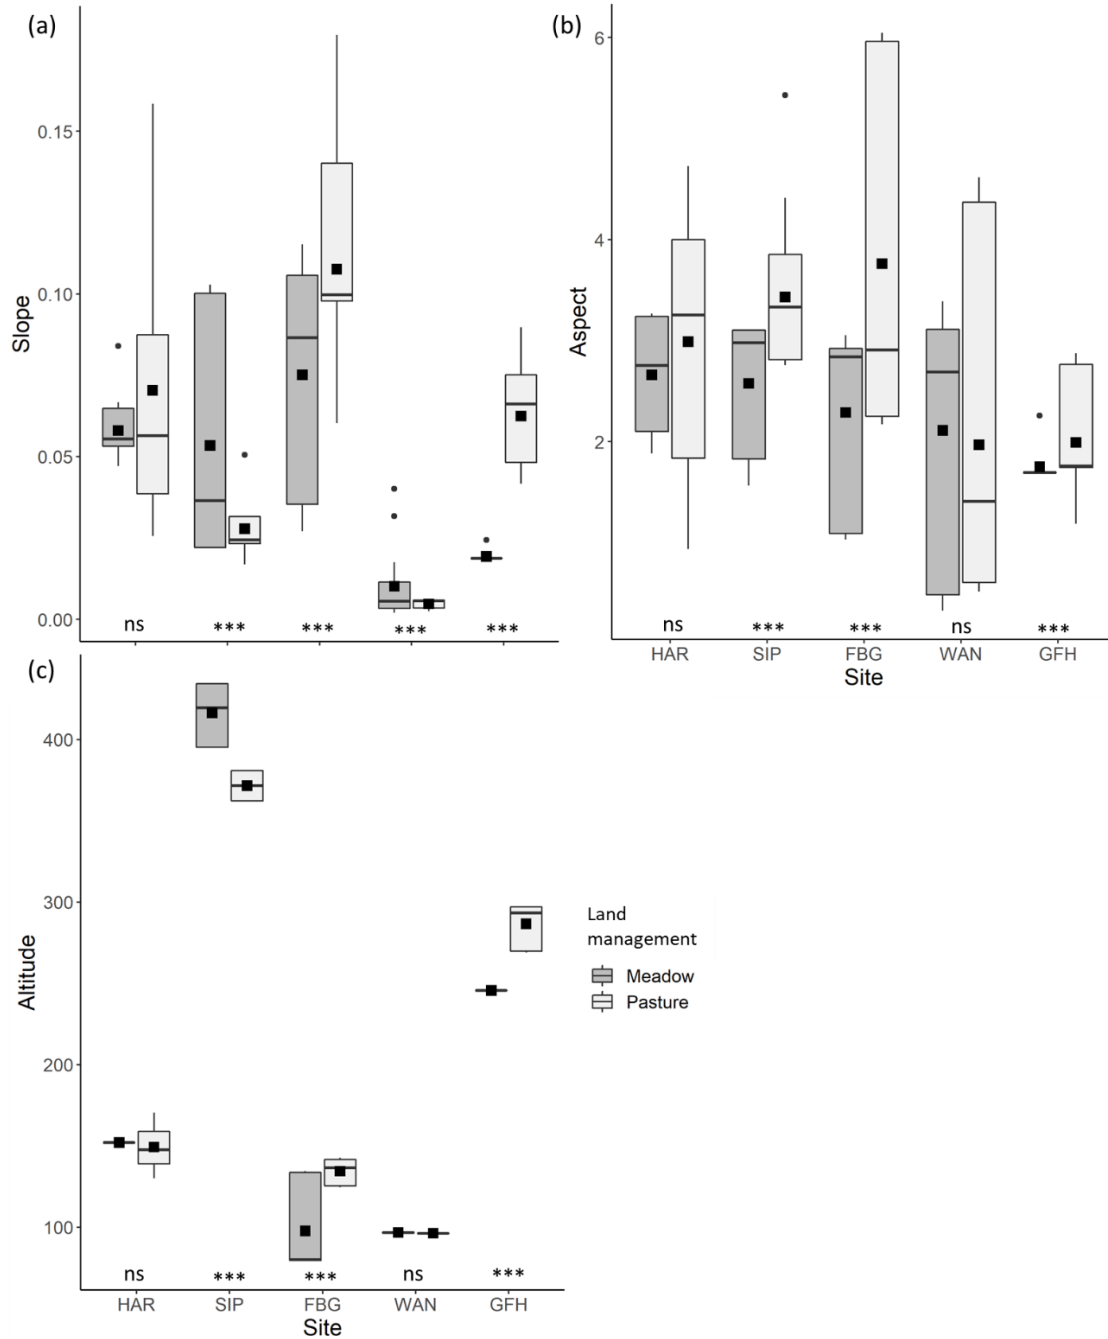 (a)
Slope
0.15
0.10
0.05
0.00
ns *** *** *** ***
(b)
Aspect
6
4
2
ns *** *** ns ***
HAR SIP FBG WAN GFH
Site
(c)
Altitude
400
300
200
100
ns *** *** ns ***
HAR SIP FBG WAN GFH
Site
Land
management
Meadow
Pasture